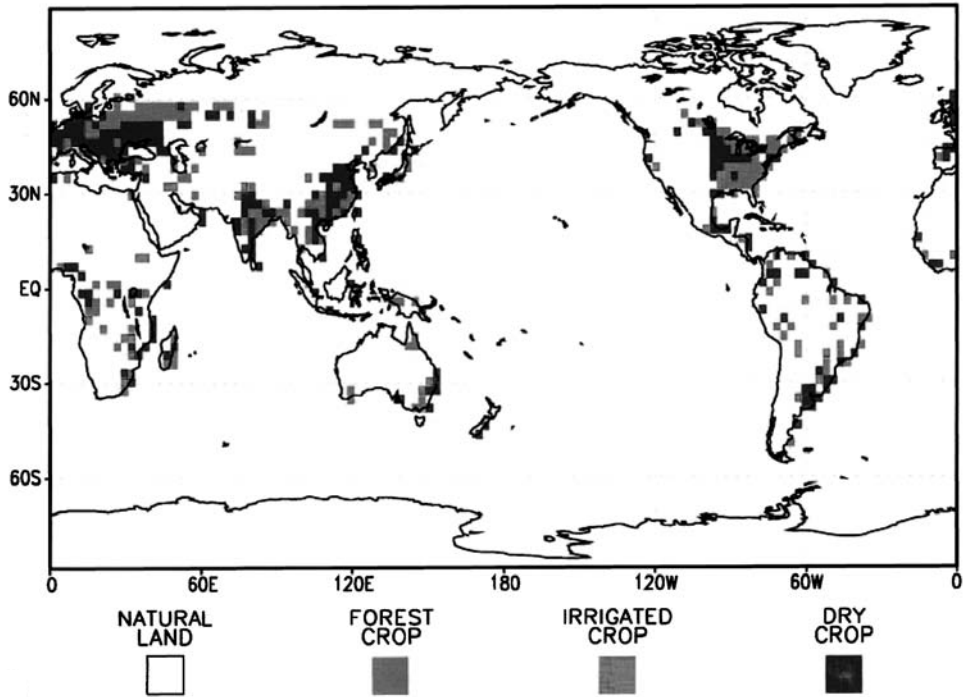 60N
30N
EQ
30S
60S
0 60E 120E 180 120W 60W 0
NATURAL LAND
FOREST CROP
IRRIGATED CROP
DRY CROP